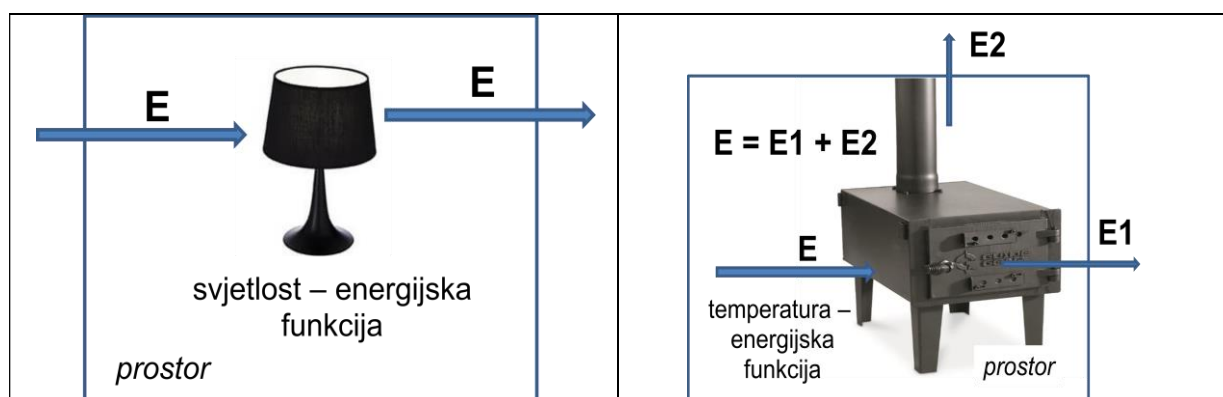 E
E
svjetlost – energijska
funkcija
prostor
E2
E = E1 + E2
E
E1
temperatura –
energijska
funkcija
prostor